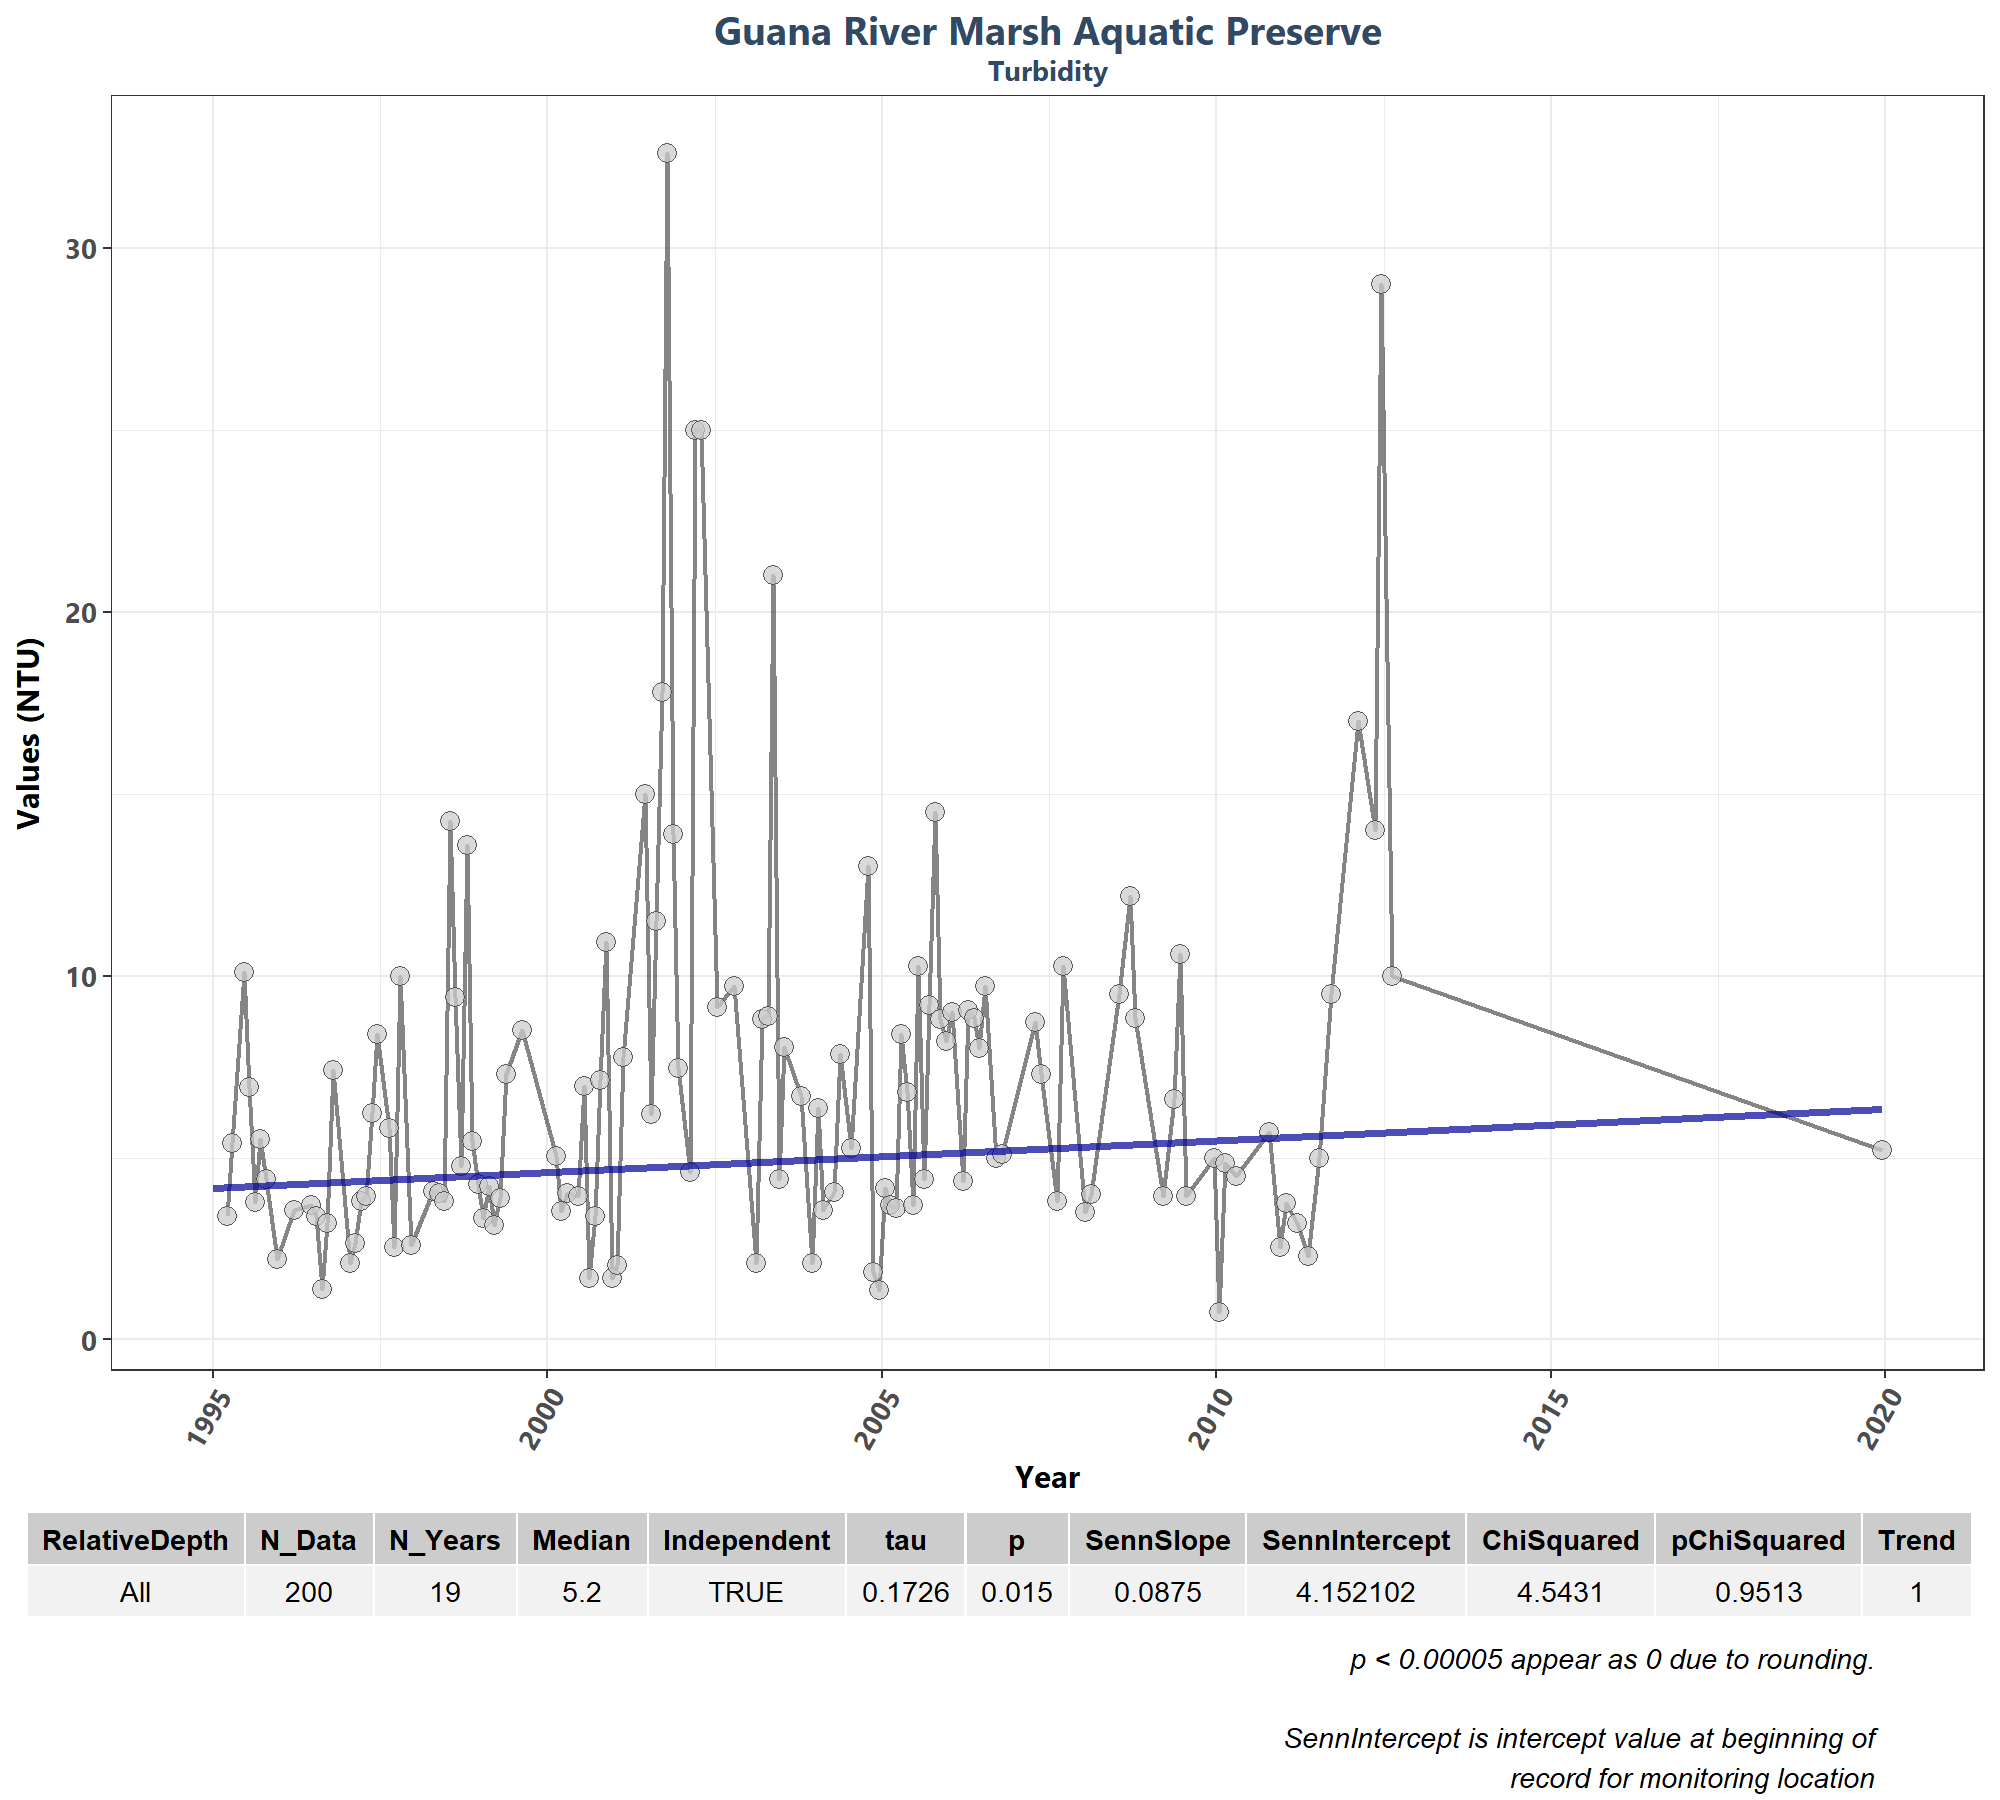 Guana River Marsh Aquatic Preserve
Turbidity
Values (NTU)
30
20
10
0
1995 2000 2005 2010 2015 2020
Year
RelativeDepth N_Data N_Years Median Independent tau p SennSlope SennIntercept ChiSquared pChiSquared Trend
All 200 19 5.2 TRUE 0.1726 0.015 0.0875 4.152102 4.5431 0.9513 1
p < 0.00005 appear as 0 due to rounding.
SennIntercept is intercept value at beginning of
record for monitoring location